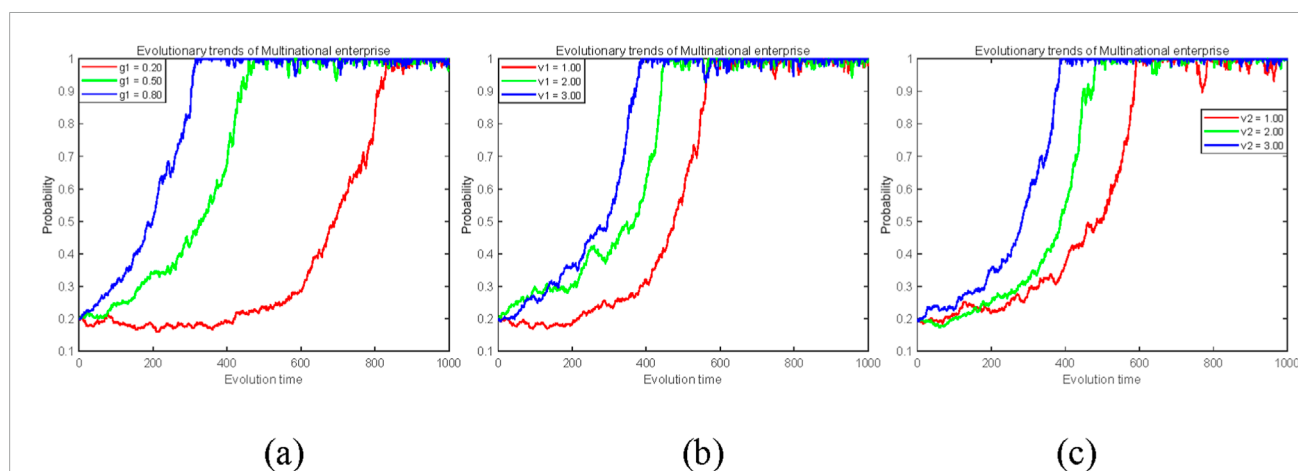 Evolutionary trends of Multinational enterprise
g1 = 0.20
g1 = 0.50
g1 = 0.80
1
0.9
0.8
0.7
0.6
0.5
0.4
0.3
0.2
0.1
Probability
0 200 400 600 800 1000
Evolution time
(a)
Evolutionary trends of Multinational enterprise
v1 = 1.00
v1 = 2.00
v1 = 3.00
1
0.9
0.8
0.7
0.6
0.5
0.4
0.3
0.2
0.1
Probability
0 200 400 600 800 1000
Evolution time
(b)
Evolutionary trends of Multinational enterprise
v2 = 1.00
v2 = 2.00
v2 = 3.00
1
0.9
0.8
0.7
0.6
0.5
0.4
0.3
0.2
0.1
Probability
0 200 400 600 800 1000
Evolution time
(c)